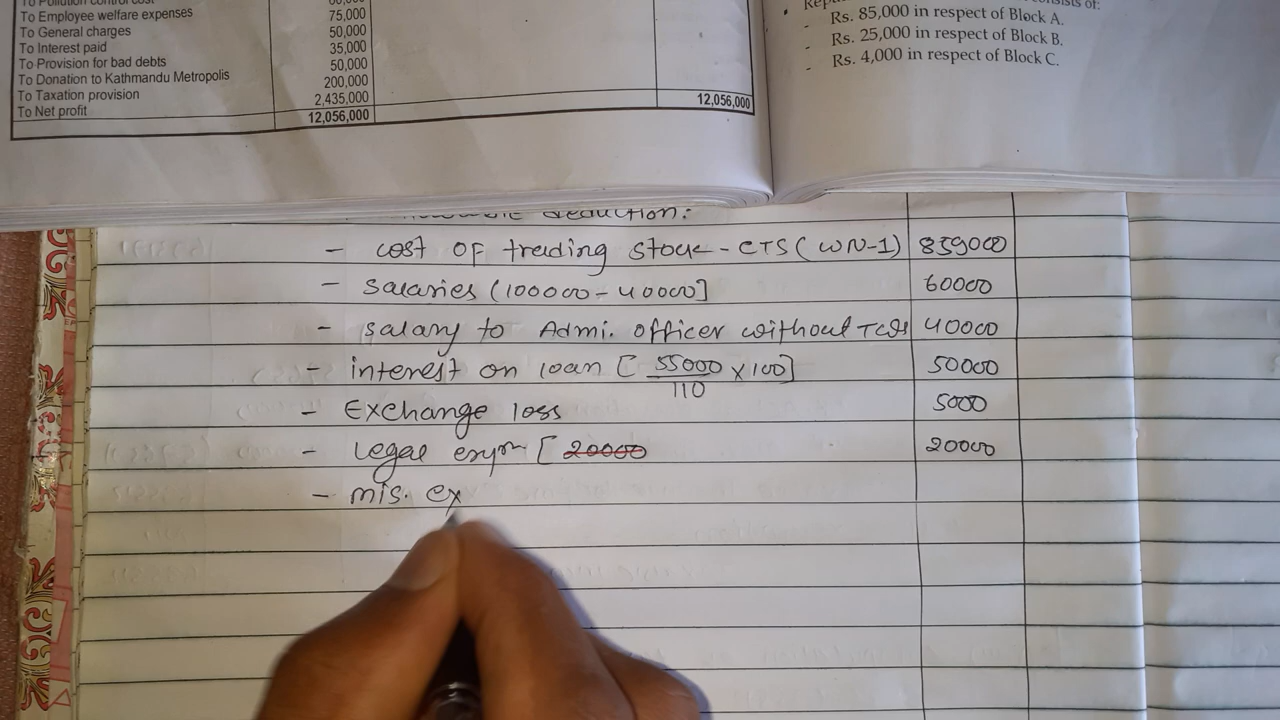 To Pollution control cost
To Employee welfare expenses 75,000
To General charges 50,000
To Interest paid 35,000
To Provision for bad debts 50,000
To Donation to Kathmandu Metropolis 200,000
To Taxation provision 2,435,000
To Net profit 12,056,000 12,056,000
Rs. 85,000 in respect of Block A.
- Rs. 25,000 in respect of Block B.
- Rs. 4,000 in respect of Block C.
deduction:
- cost of trading stock - CTS (WN-1) 859000
- Salaries (100000-40000] 60000
- Salary to Admi. officer without TDS 40000
- interest on loan [ 55000 x 100] 50000
110
- Exchange loss 5000
- legal [ 20000 20000
- mis. ex